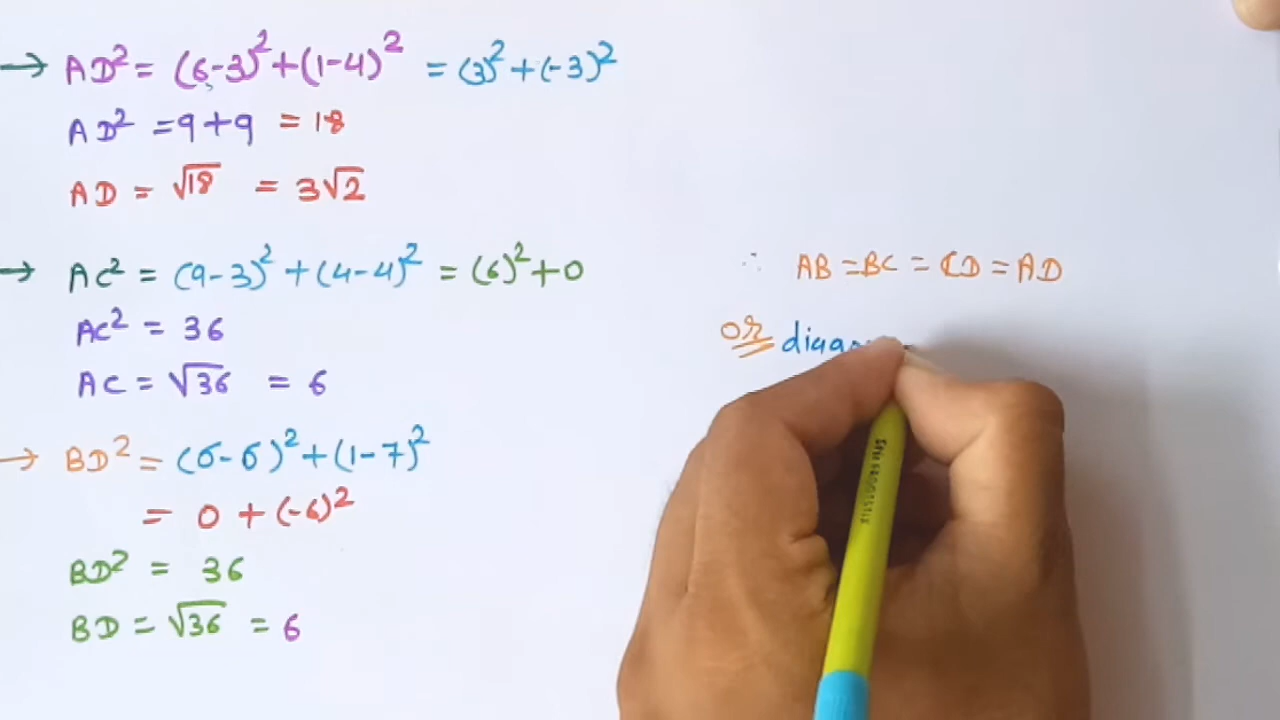 → AD² = (6-3)² + (1-4)² = (3)² + (-3)²
AD² = 9+9 = 18
AD = √18 = 3√2
→ AC² = (9-3)² + (4-4)² = (6)² + 0
AC² = 36
AC = √36 = 6
→ BD² = (6-6)² + (1-7)²
= 0 + (-6)²
BD² = 36
BD = √36 = 6
∴ AB = BC = CD = AD
or